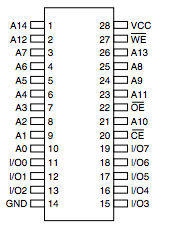 A14 1 28 VCC
A12 2 27 WE
A7 3 26 A13
A6 4 25 A8
A5 5 24 A9
A4 6 23 A11
A3 7 22 OE
A2 8 21 A10
A1 9 20 CE
A0 10 19 I/O7
I/O0 11 18 I/O6
I/O1 12 17 I/O5
I/O2 13 16 I/O4
GND 14 15 I/O3